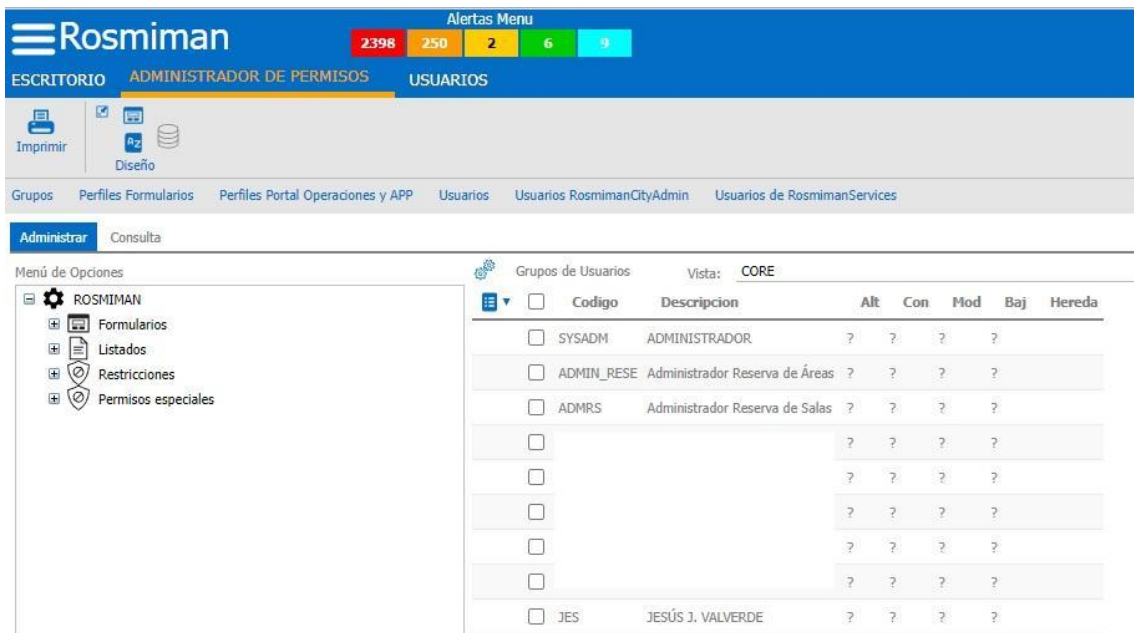 Alertas Menu
Rosmiman
2398 250 2 6 9
ESCRITORIO ADMINISTRADOR DE PERMISOS USUARIOS
Imprimir
AZ
Diseño
Grupos Perfiles Formularios Perfiles Portal Operaciones y APP Usuarios Usuarios RosmimanCityAdmin Usuarios de RosmimanServices
Administrar Consulta
Menú de Opciones
ROSMIMAN
Formularios
Listados
Restricciones
Permisos especiales
Grupos de Usuarios Vista: CORE
Codigo Descripcion Alt Con Mod Baj Hereda
SYSADM ADMINISTRADOR ? ? ? ?
ADMIN_RESE Administrador Reserva de Áreas ? ? ? ?
ADMRS Administrador Reserva de Salas ? ? ? ?
? ? ? ?
? ? ? ?
? ? ? ?
? ? ? ?
? ? ? ?
JES JESÚS J. VALVERDE ? ? ? ?